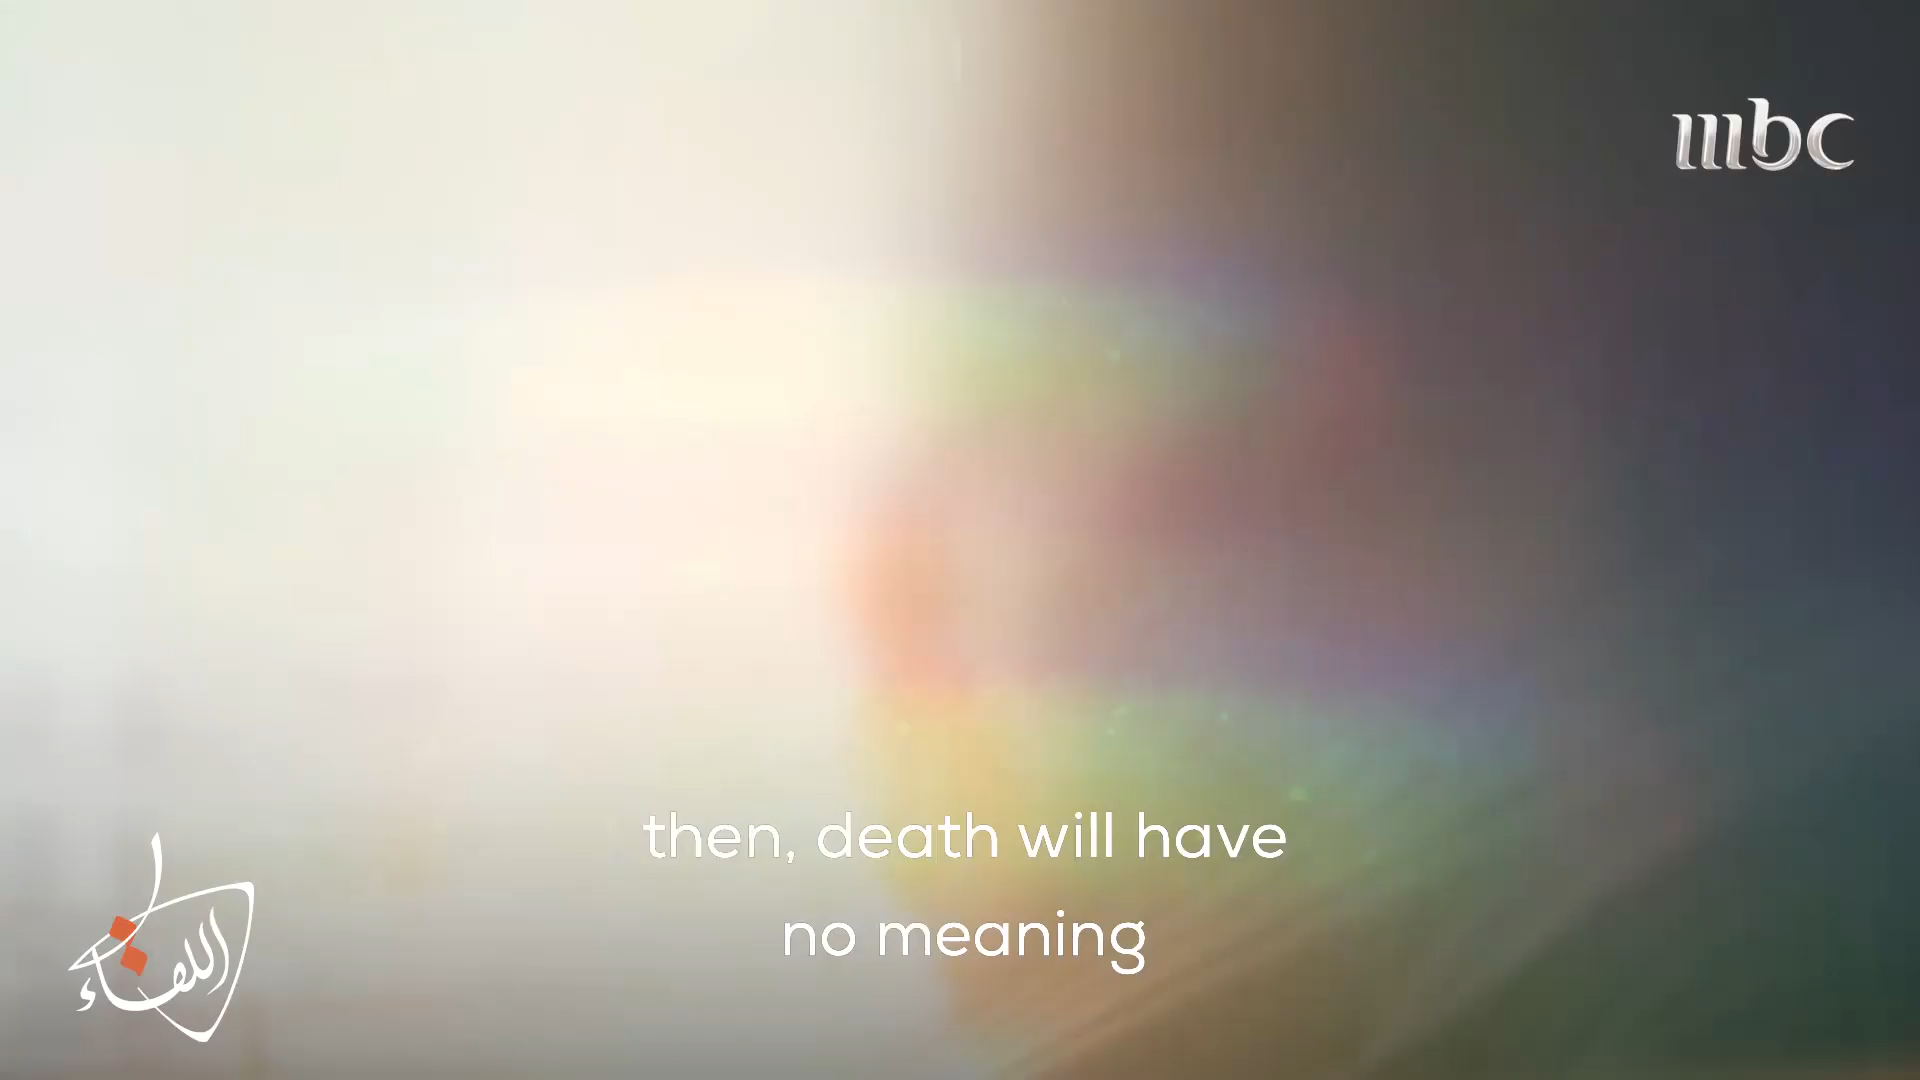 mbc
then, death will have
no meaning
اللقاء